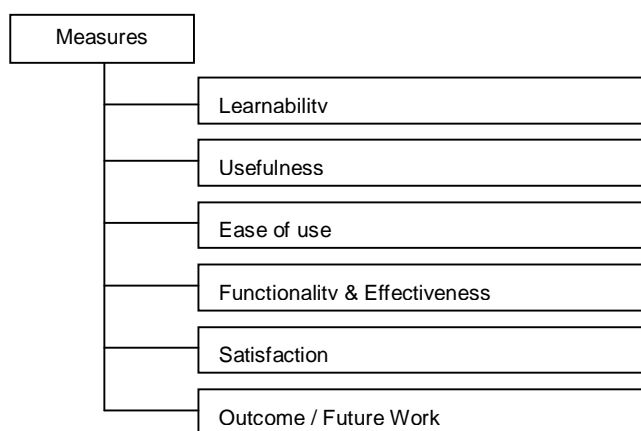 Measures
Learnability
Usefulness
Ease of use
Functionality & Effectiveness
Satisfaction
Outcome / Future Work